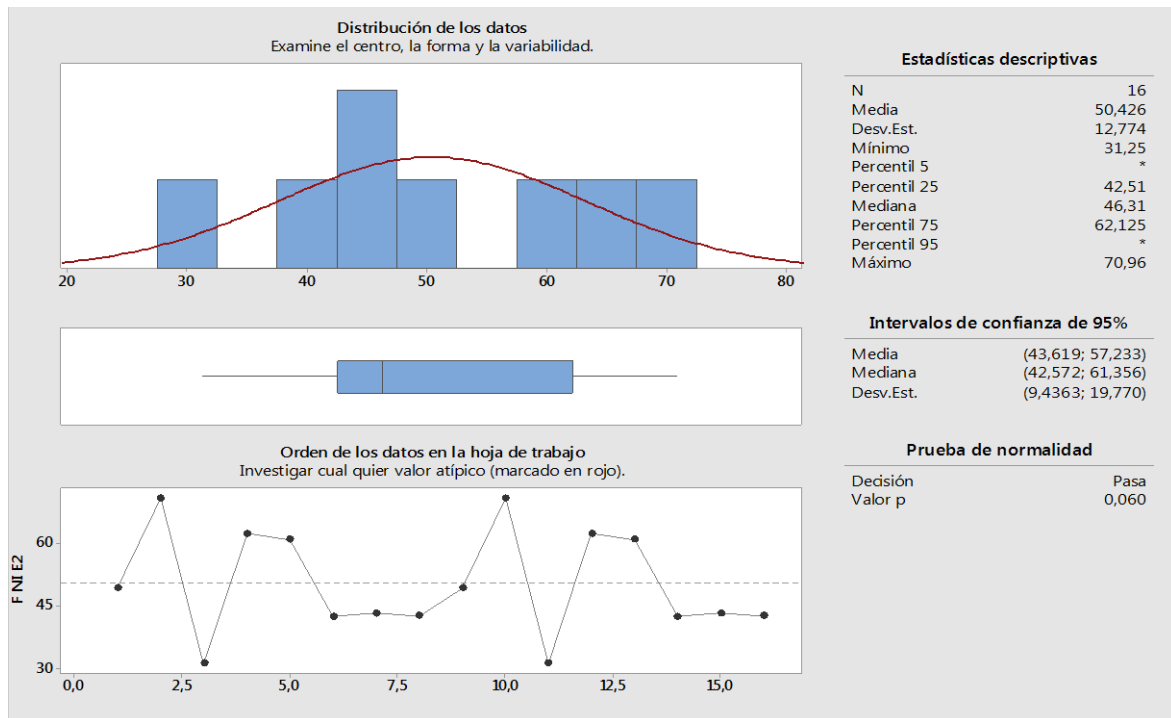 Distribución de los datos
Examine el centro, la forma y la variabilidad.
20 30 40 50 60 70 80
Orden de los datos en la hoja de trabajo
Investigar cual quier valor atípico (marcado en rojo).
F NI E2
60
45
30
0,0 2,5 5,0 7,5 10,0 12,5 15,0
Estadísticas descriptivas
N 16
Media 50,426
Desv.Est. 12,774
Mínimo 31,25
Percentil 5 *
Percentil 25 42,51
Mediana 46,31
Percentil 75 62,125
Percentil 95 *
Máximo 70,96
Intervalos de confianza de 95%
Media (43,619; 57,233)
Mediana (42,572; 61,356)
Desv.Est. (9,4363; 19,770)
Prueba de normalidad
Decisión Pasa
Valor p 0,060